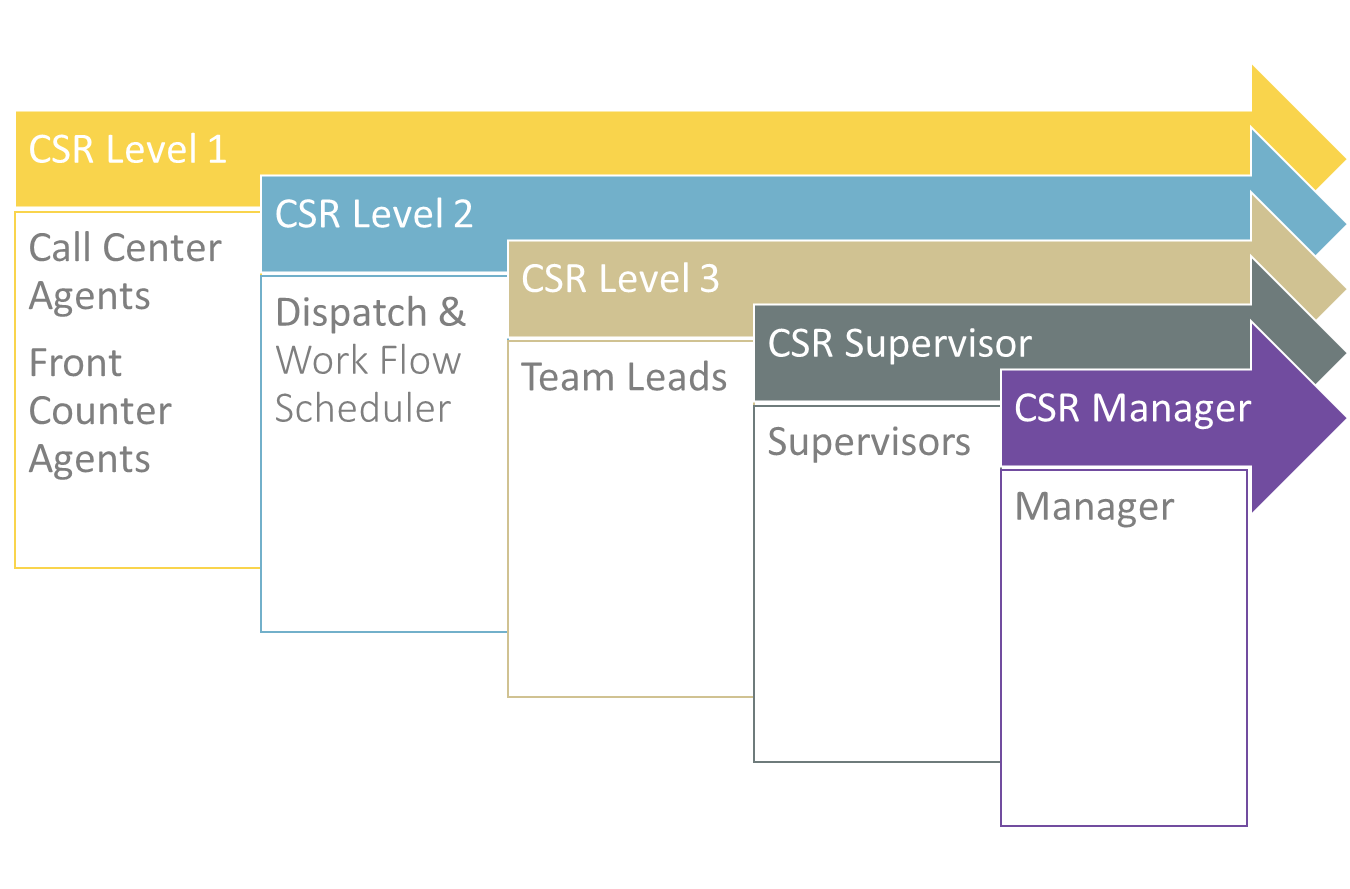 CSR Level 1
Call Center
Agents
Front
Counter
Agents
CSR Level 2
Dispatch &
Work Flow
Scheduler
CSR Level 3
Team Leads
CSR Supervisor
Supervisors
CSR Manager
Manager